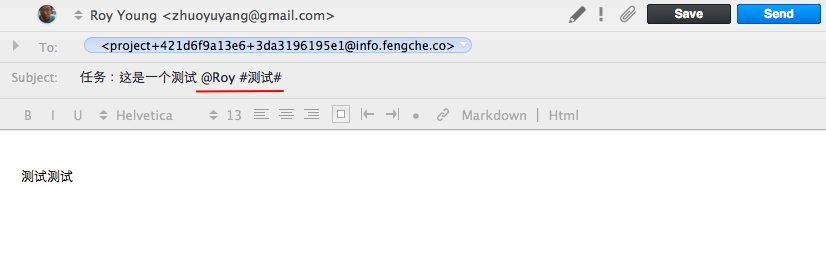 Roy Young <zhuoyuyang@gmail.com> Save Send
To: <project+421d6f9a13e6+3da3196195e1@info.fengche.co>
Subject: 任务：这是一个测试 @Roy #测试#
B I U Helvetica 13 Markdown | Html
测试测试